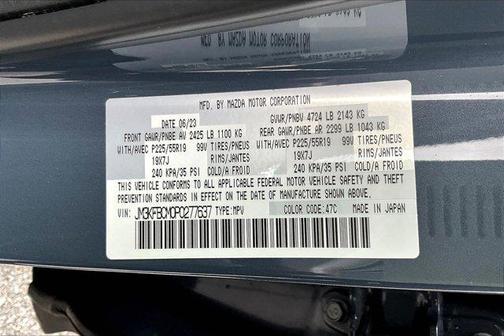 MFD. BY MAZDA MOTOR CORPORATION
DATE 06/23 GVWR/PNBV 4724 LB 2143 KG
FRONT GAWR/PNBE AV 2425 LB 1100 KG REAR GAWR/PNBE AR 2299 LB 1043 KG
WITH/AVEC P225/55R19 99V TIRES/PNEUS WITH/AVEC P225/55R19 99V TIRES/PNEUS
19X7J RIMS/JANTES 19X7J RIMS/JANTES
240 KPA/35 PSI 240 KPA/35 PSI
THIS VEHICLE CONFORMS TO ALL APPLICABLE FEDERAL MOTOR VEHICLE SAFETY AND THEFT
PREVENTION STANDARDS IN EFFECT ON THE DATE OF MANUFACTURE SHOWN ABOVE.
VIN: JM3KFBCM0P0277637 TYPE:MPV COLOR CODE:47C MADE IN JAPAN